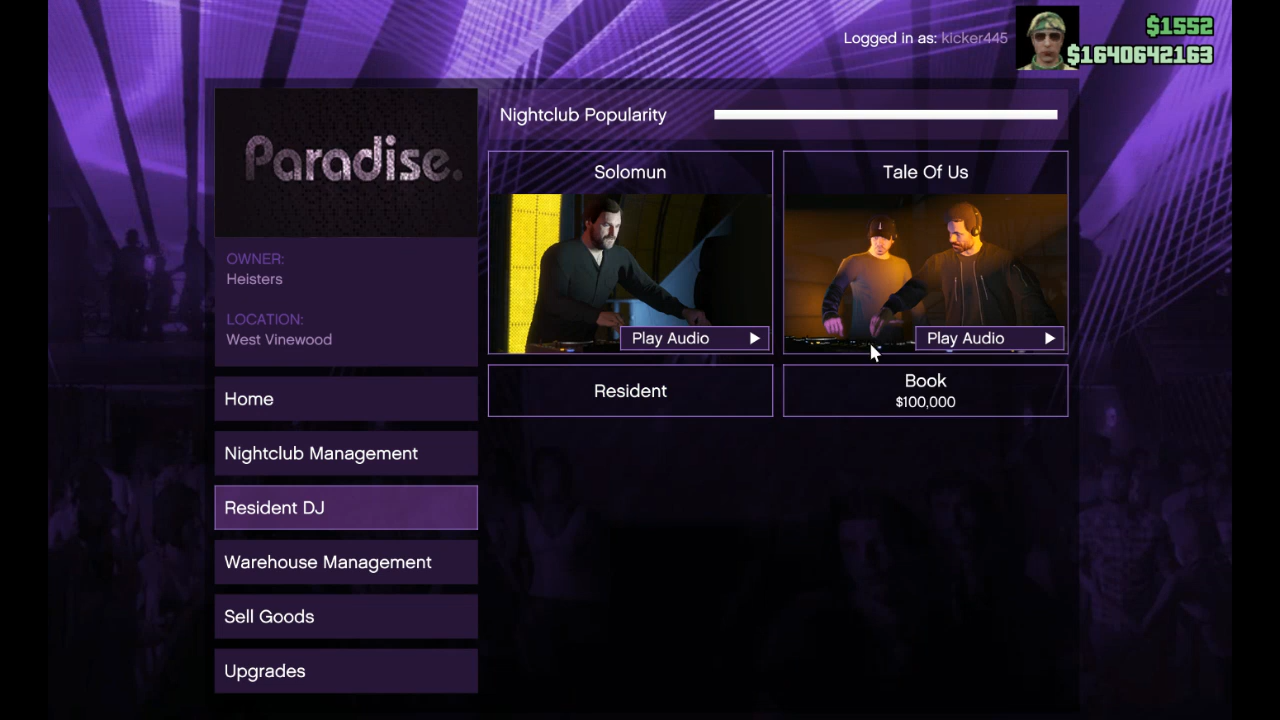 Logged in as: kicker445
$1552
$1640642163
Paradise.
OWNER:
Heisters
LOCATION:
West Vinewood
Home
Nightclub Management
Resident DJ
Warehouse Management
Sell Goods
Upgrades
Nightclub Popularity
Solomun
Play Audio
Resident
Tale Of Us
Play Audio
Book
$100,000